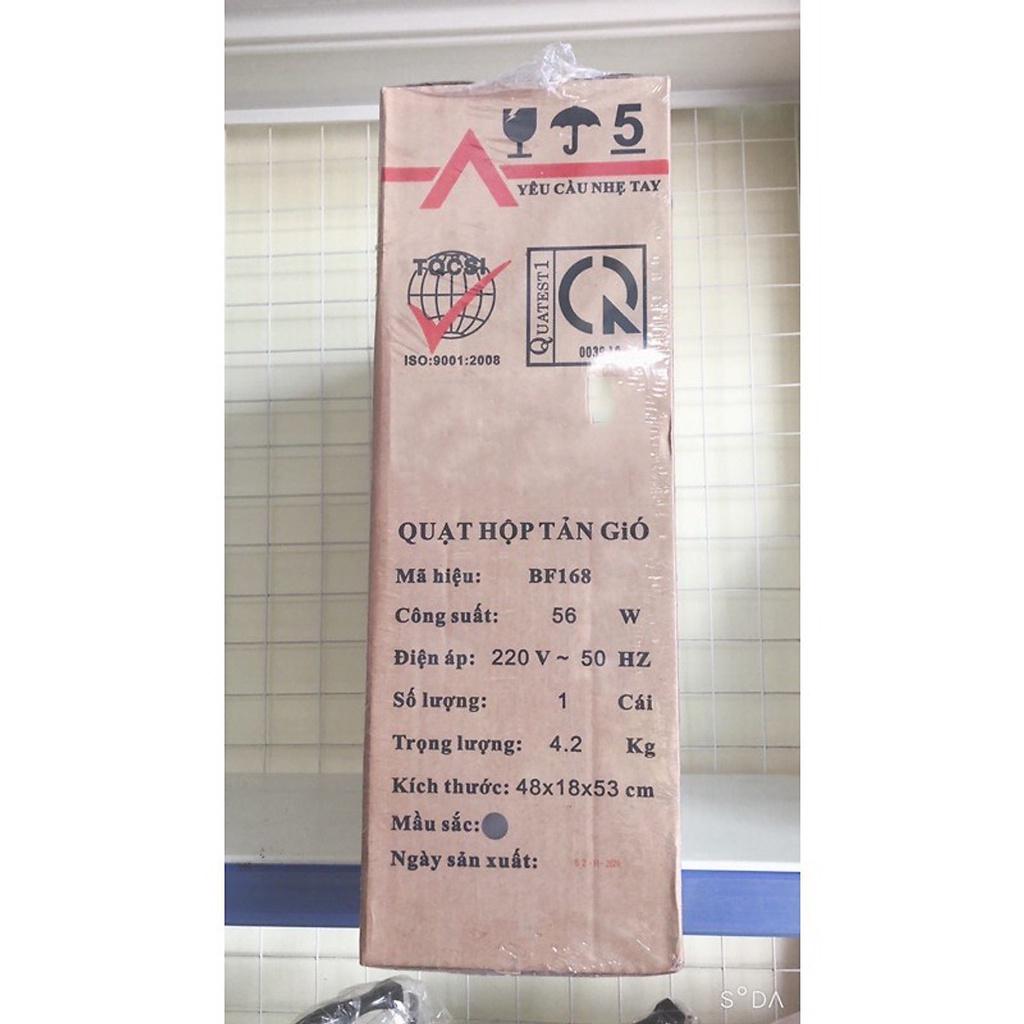 5
YÊU CẦU NHẸ TAY
TQCSI
ISO:9001:2008
QUATEST1
QUẠT HỘP TẢN GiÓ
Mã hiệu: BF168
Công suất: 56 W
Điện áp: 220 V ~ 50 HZ
Số lượng: 1 Cái
Trọng lượng: 4.2 Kg
Kích thước: 48x18x53 cm
Mầu sắc:
Ngày sản xuất:
S°DA